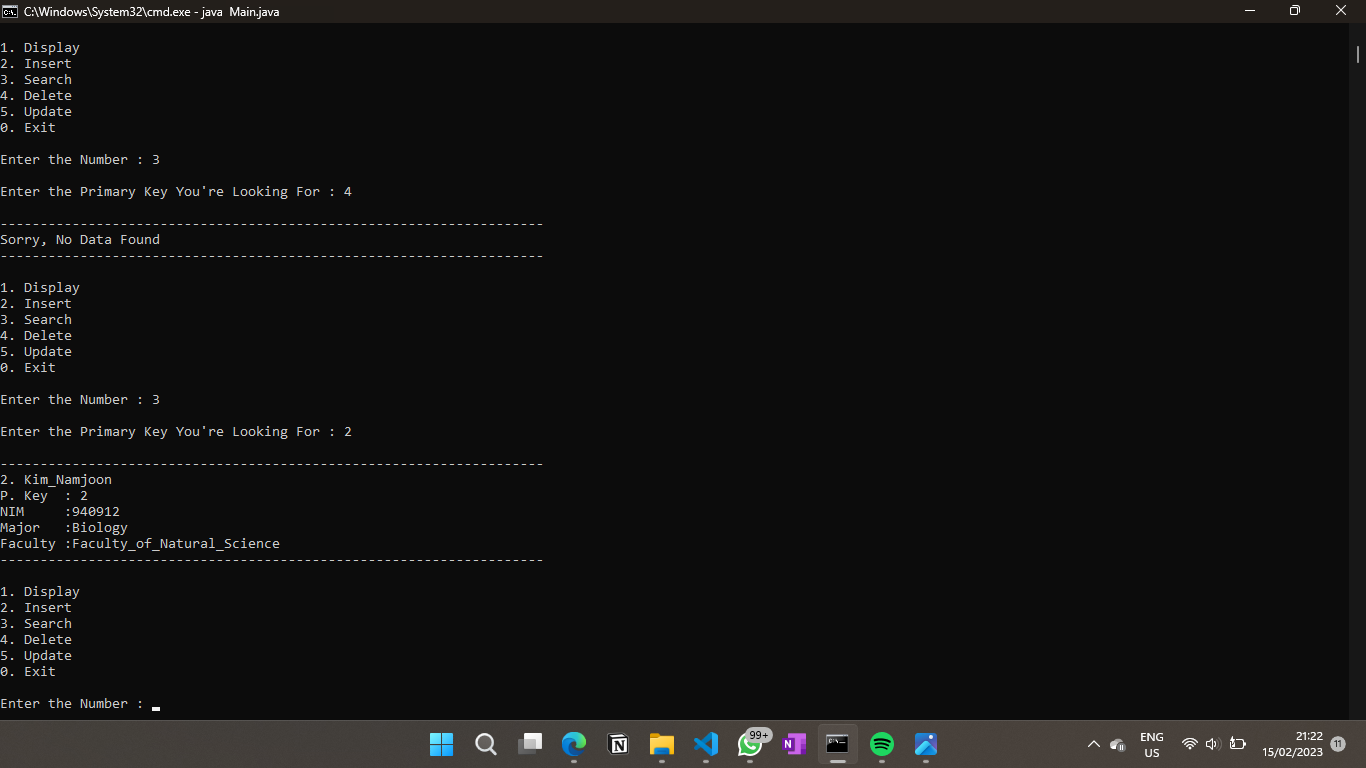 C:\Windows\System32\cmd.exe - java  Main.java
1. Display
2. Insert
3. Search
4. Delete
5. Update
0. Exit
Enter the Number : 3
Enter the Primary Key You're Looking For : 4
--------------------------------------------------------------------
Sorry, No Data Found
--------------------------------------------------------------------
1. Display
2. Insert
3. Search
4. Delete
5. Update
0. Exit
Enter the Number : 3
Enter the Primary Key You're Looking For : 2
--------------------------------------------------------------------
2. Kim_Namjoon
P. Key  : 2
NIM     :940912
Major   :Biology
Faculty :Faculty_of_Natural_Science
--------------------------------------------------------------------
1. Display
2. Insert
3. Search
4. Delete
5. Update
0. Exit
Enter the Number :
99+
N
ENG
US
21:22
15/02/2023
11